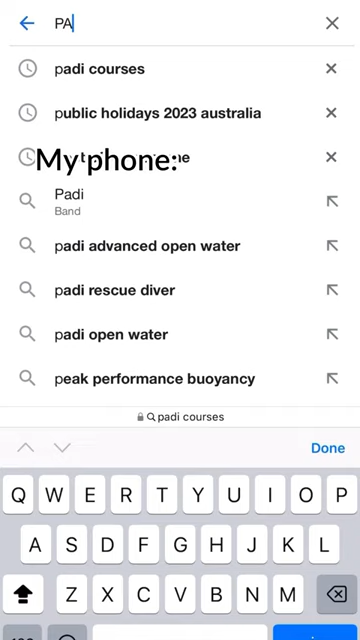 PA
padi courses
public holidays 2023 australia
My phone:
Padi
Band
padi advanced open water
padi rescue diver
padi open water
peak performance buoyancy
padi courses
Done
Q W E R T Y U I O P
A S D F G H J K L
Z X C V B N M